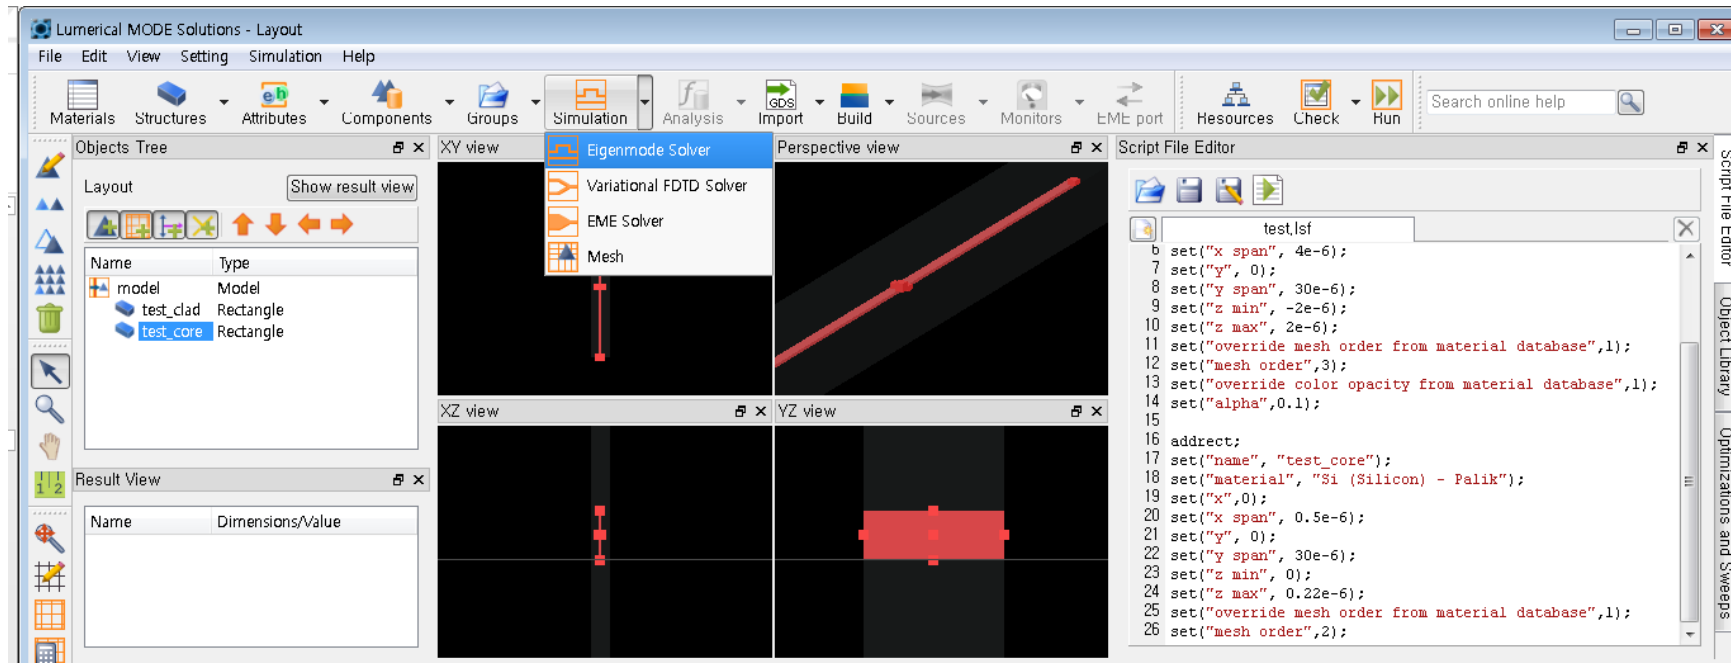 Lumerical MODE Solutions - Layout
File Edit View Setting Simulation Help
Materials Structures Attributes Components Groups Simulation Analysis Import Build Sources Monitors EME port Resources Check Run
GDS
Search online help
Objects Tree
Layout
Show result view
Name Type
model Model
test_clad Rectangle
test_core Rectangle
Result View
Name Dimensions/Value
XY view
Eigenmode Solver
Variational FDTD Solver
EME Solver
Mesh
Perspective view
XZ view
YZ view
Script File Editor
test.lsf
6 set("x span", 4e-6);
7 set("y", 0);
8 set("y span", 30e-6);
9 set("z min", -2e-6);
10 set("z max", 2e-6);
11 set("override mesh order from material database",1);
12 set("mesh order",3);
13 set("override color opacity from material database",1);
14 set("alpha",0.1);
15
16 addrect;
17 set("name", "test_core");
18 set("material", "Si (Silicon) - Palik");
19 set("x",0);
20 set("x span", 0.5e-6);
21 set("y", 0);
22 set("y span", 30e-6);
23 set("z min", 0);
24 set("z max", 0.22e-6);
25 set("override mesh order from material database",1);
26 set("mesh order",2);
Script File Editor
Object Library
Optimizations and Sweeps